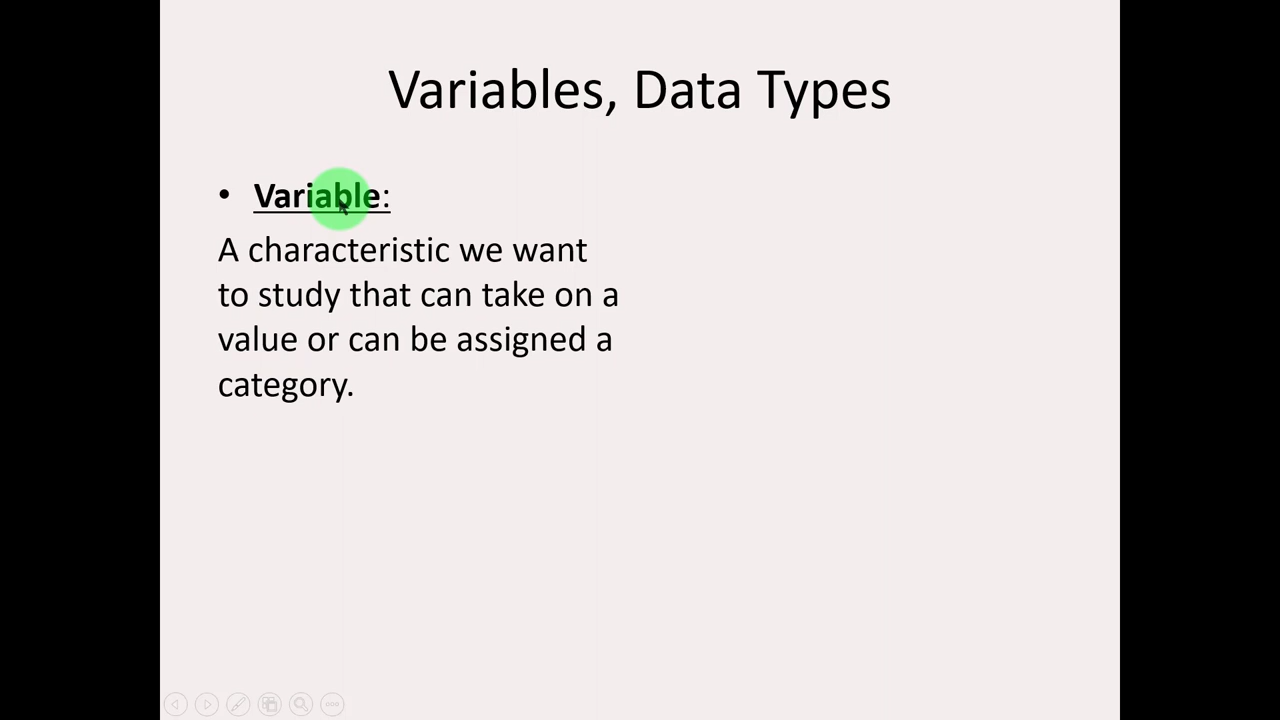 Variables, Data Types
• Variable:
A characteristic we want
to study that can take on a
value or can be assigned a
category.